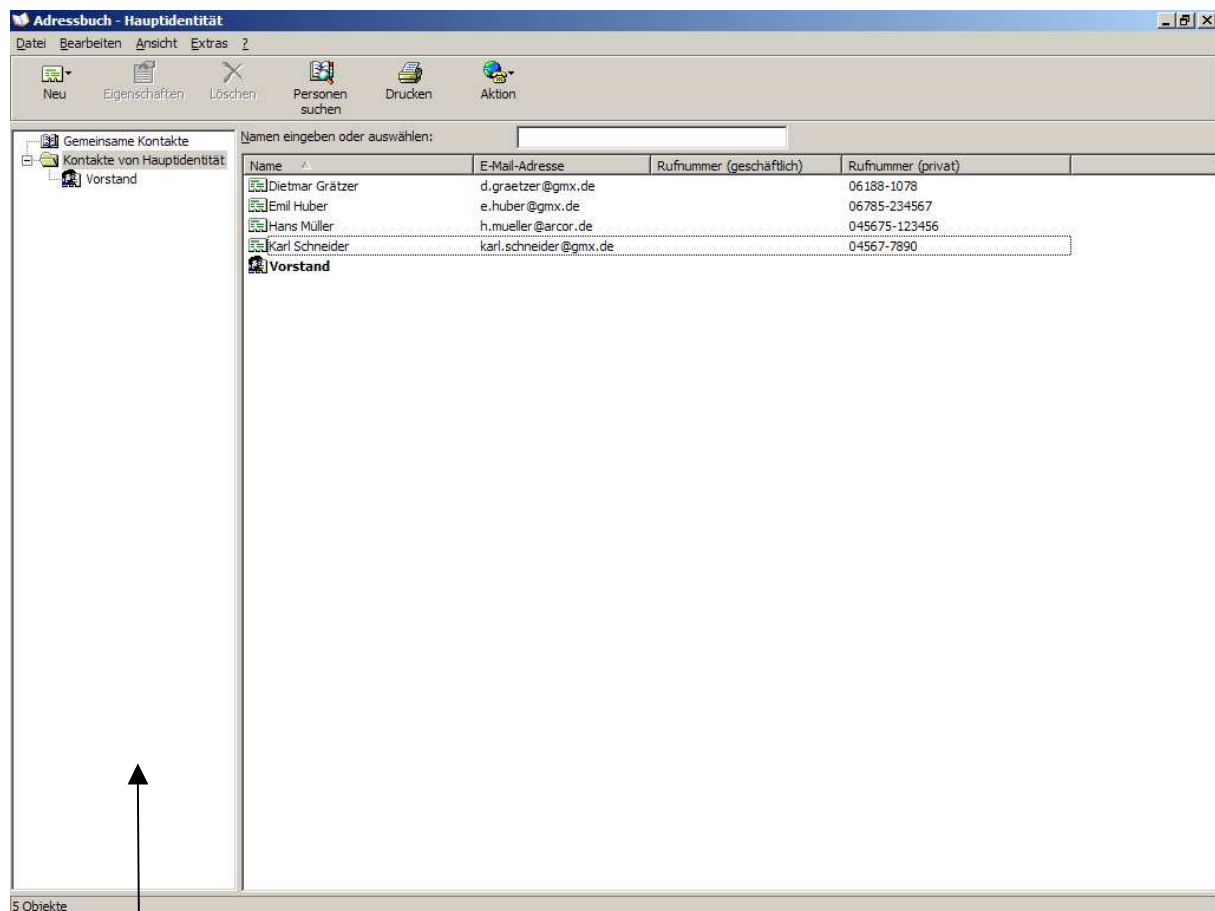 Adressbuch - Hauptidentität
Datei Bearbeiten Ansicht Extras ?
Neu Eigenschaften Löschen Personen suchen Drucken Aktion
Gemeinsame Kontakte
Kontakte von Hauptidentität
Vorstand
Namen eingeben oder auswählen:
Name E-Mail-Adresse Rufnummer (geschäftlich) Rufnummer (privat)
Dietmar Grätzer d.graetzer@gmx.de 06188-1078
Emil Huber e.huber@gmx.de 06785-234567
Hans Müller h.mueller@arcor.de 045675-123456
Karl Schneider karl.schneider@gmx.de 04567-7890
Vorstand
5 Objekte